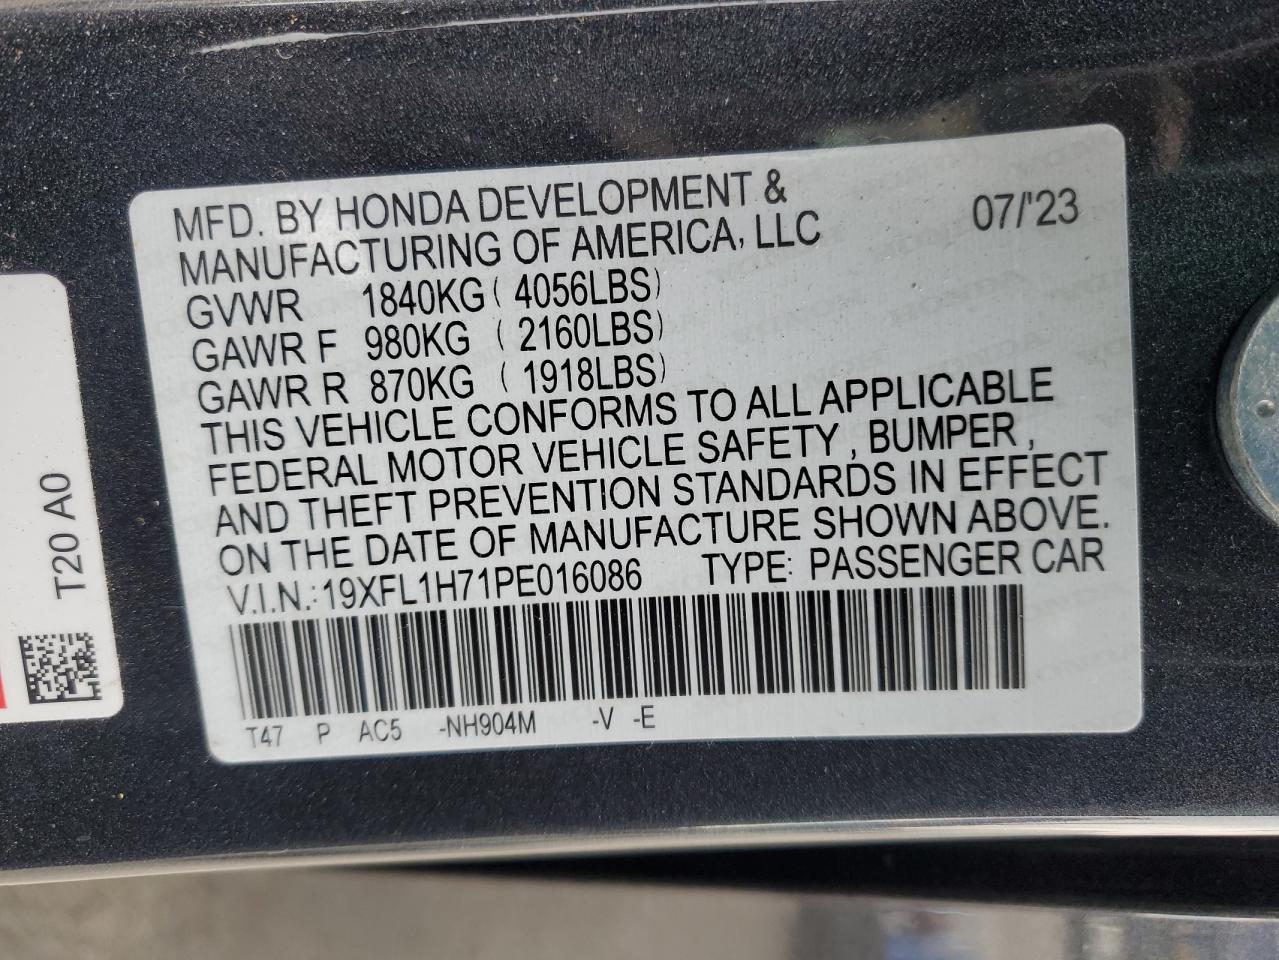 MFD. BY HONDA DEVELOPMENT &
MANUFACTURING OF AMERICA, LLC
07/'23
GVWR 1840KG ( 4056LBS)
GAWR F 980KG ( 2160LBS)
GAWR R 870KG ( 1918LBS)
THIS VEHICLE CONFORMS TO ALL APPLICABLE
FEDERAL MOTOR VEHICLE SAFETY , BUMPER ,
AND THEFT PREVENTION STANDARDS IN EFFECT
ON THE DATE OF MANUFACTURE SHOWN ABOVE.
V.I.N.: 19XFL1H71PE016086 TYPE: PASSENGER CAR
T47 P AC5 -NH904M -V -E
T20 A0